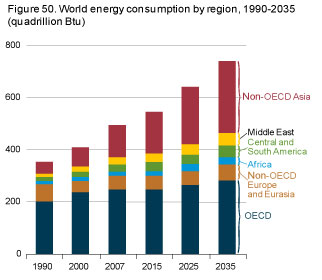 Figure 50. World energy consumption by region, 1990-2035
(quadrillion Btu)
800
600
400
200
0
Non-OECD Asia
Middle East
Central and
South America
Africa
Non-OECD
Europe
and Eurasia
OECD
1990 2000 2007 2015 2025 2035